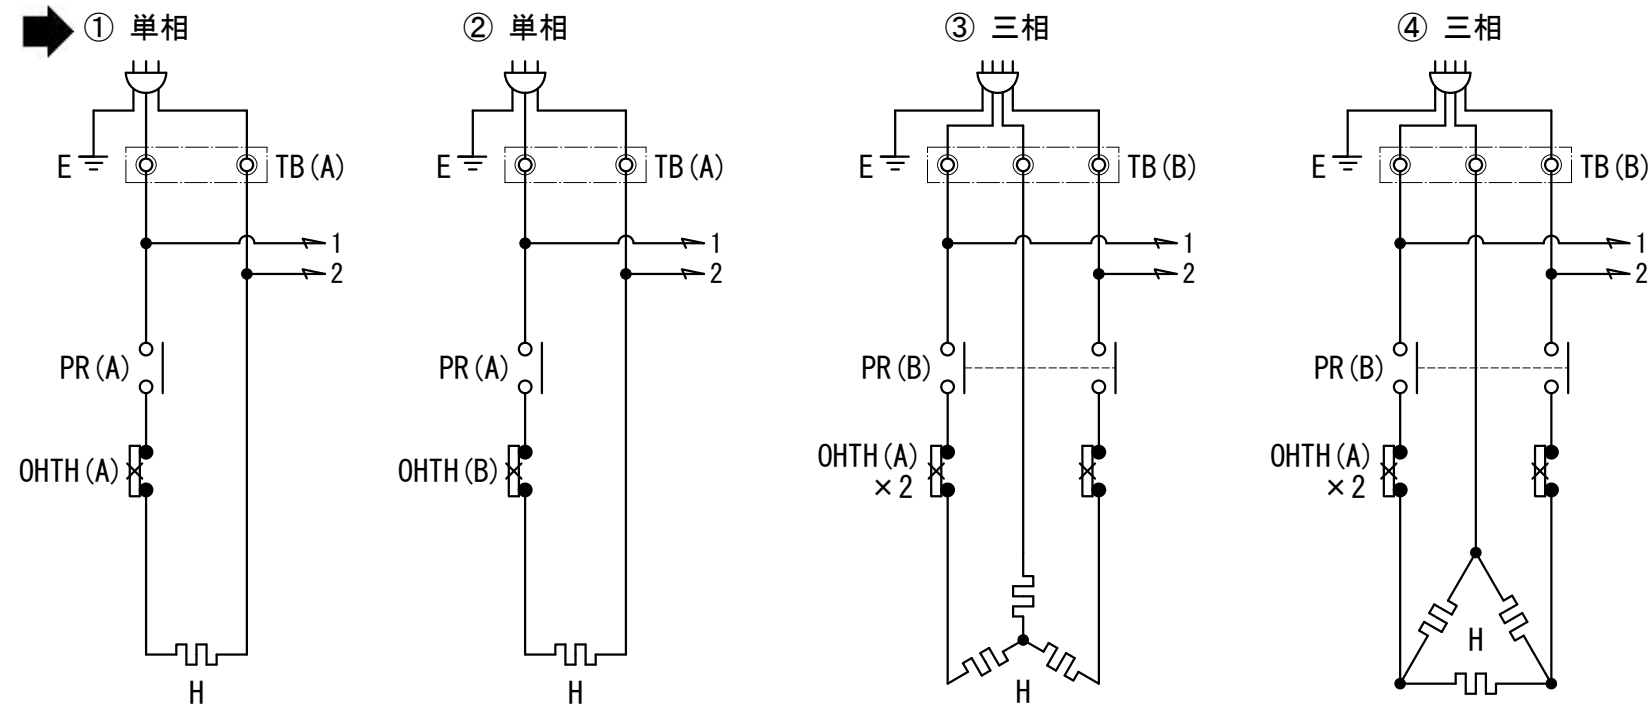 ① 単相
② 単相
③ 三相
④ 三相
E
TB(A)
E
TB(A)
E
TB(B)
E
TB(B)
1
1
1
1
2
2
2
2
PR(A)
PR(A)
PR(B)
PR(B)
OHTH(A)
OHTH(B)
OHTH(A)
×2
OHTH(A)
×2
H
H
H
H